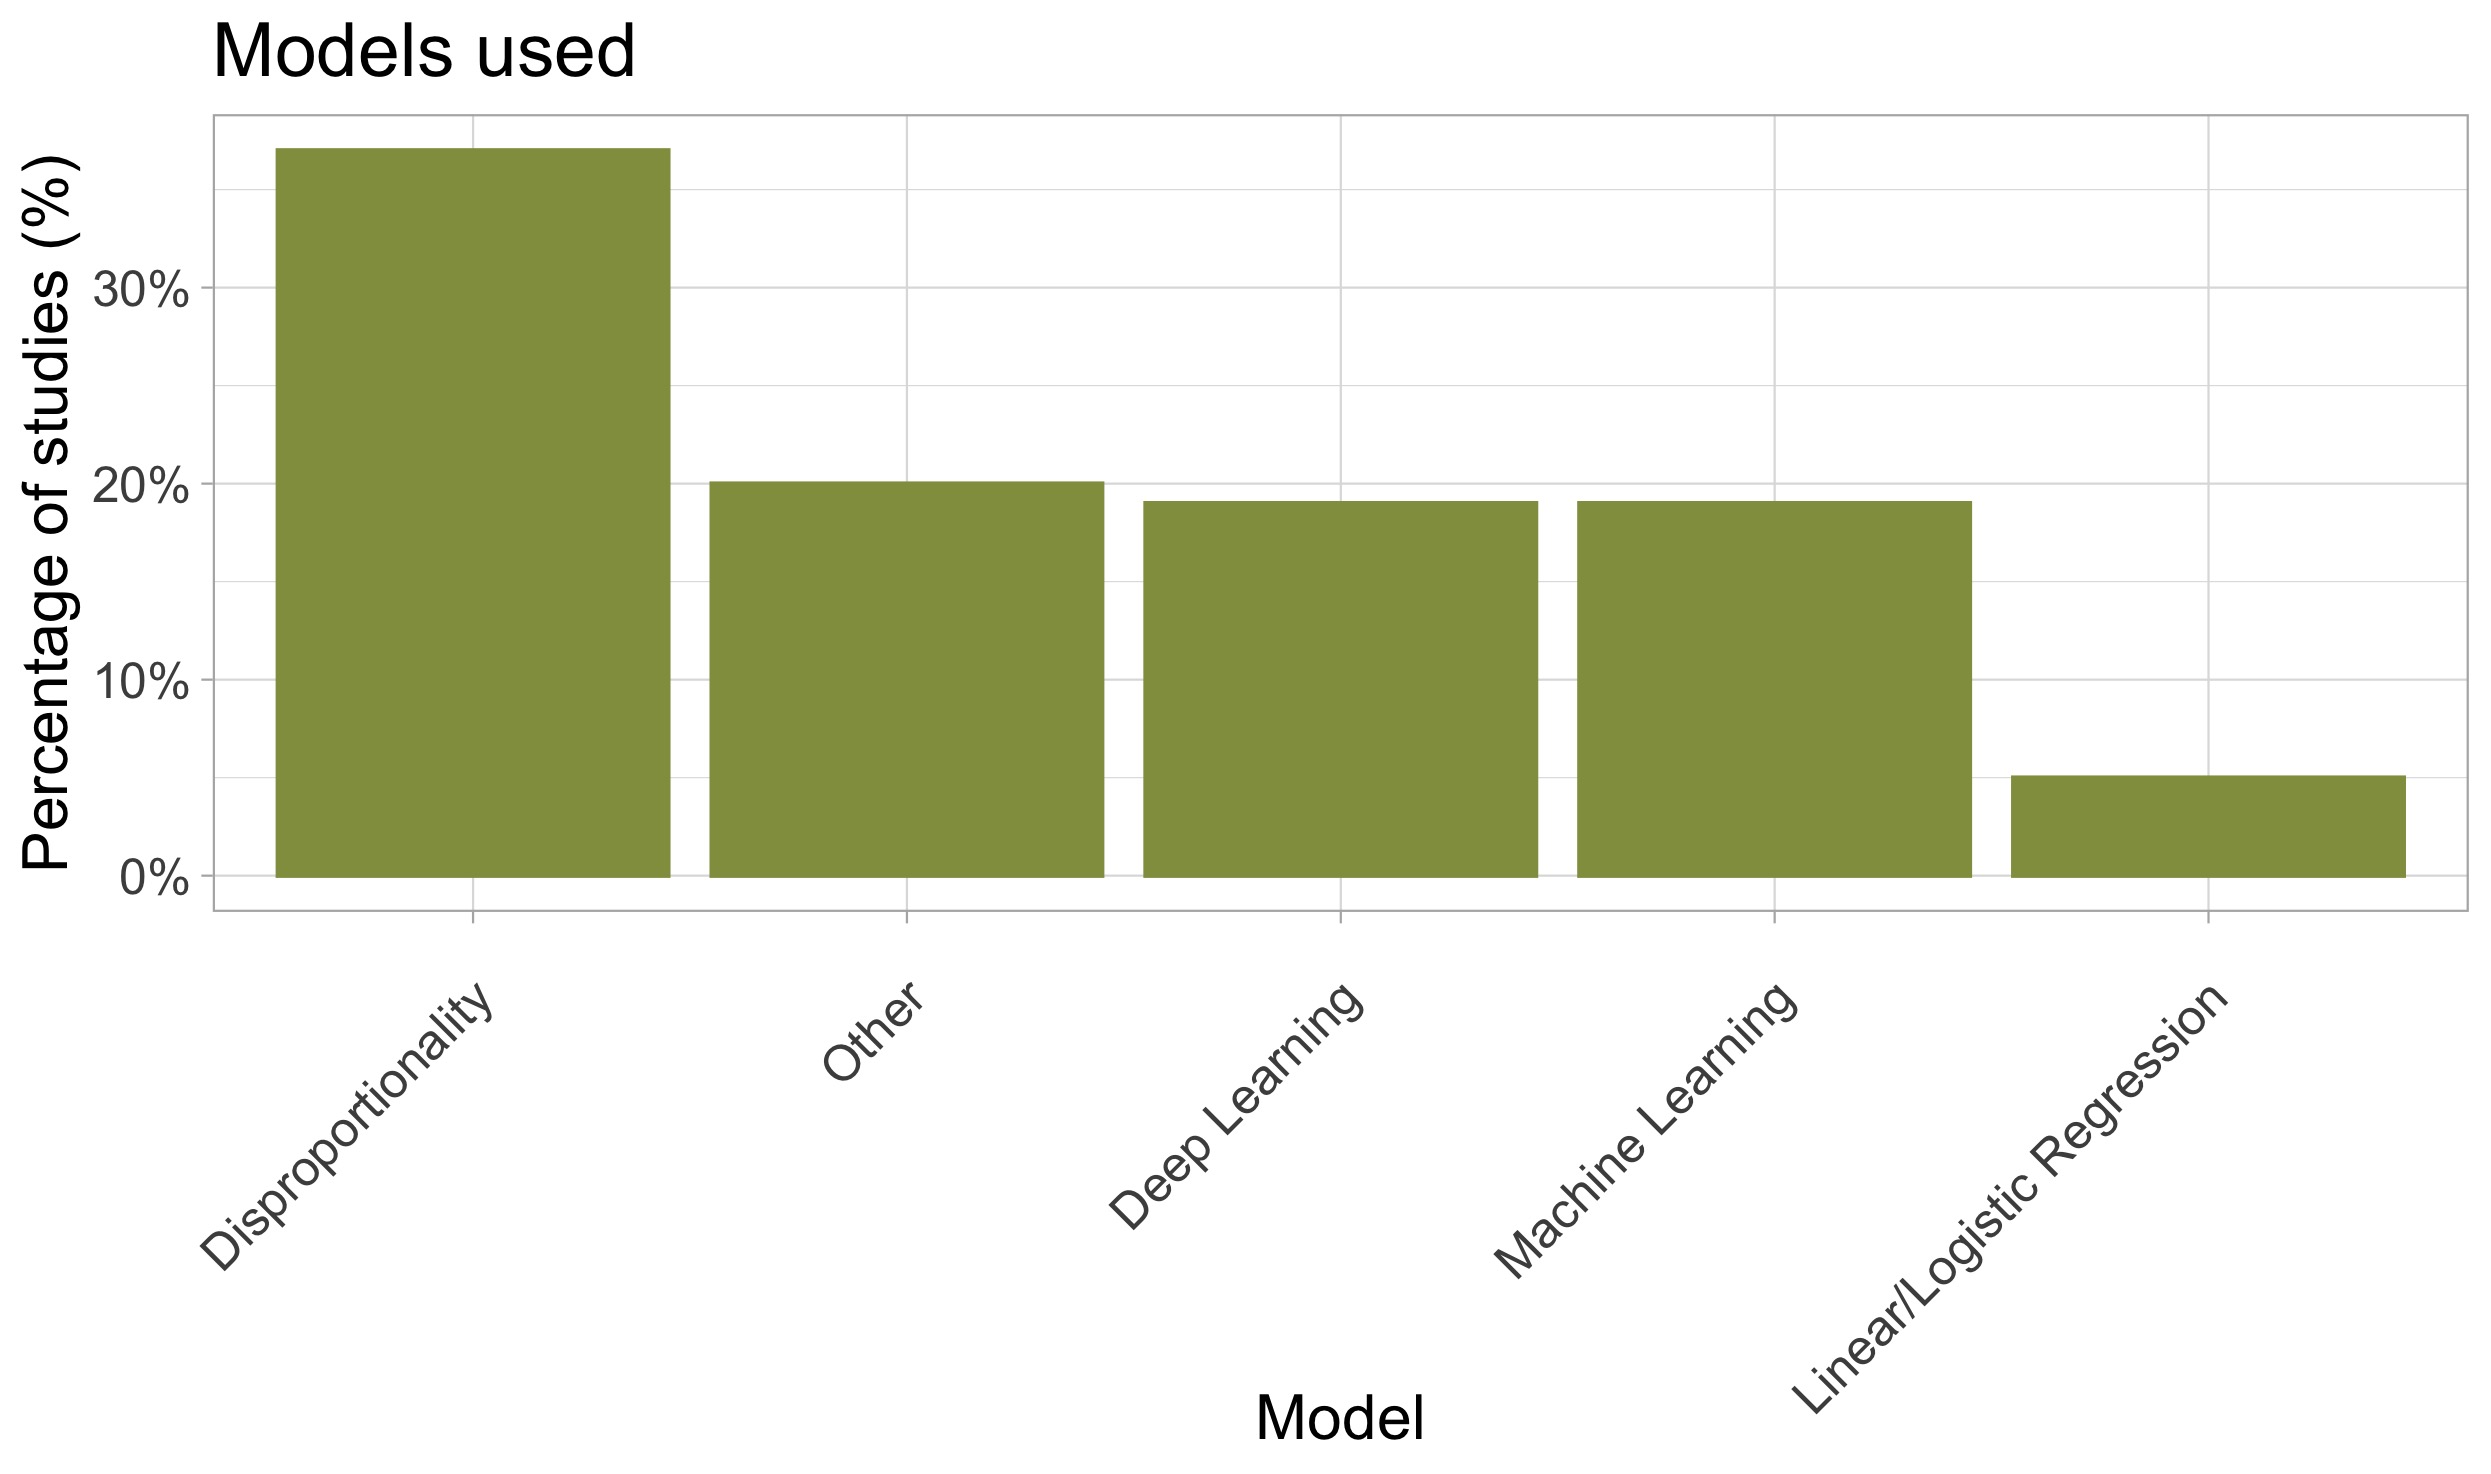 Models used
Percentage of studies (%)
30%
20%
10%
0%
Disproportionality
Other
Deep Learning
Machine Learning
Linear/Logistic Regression
Model